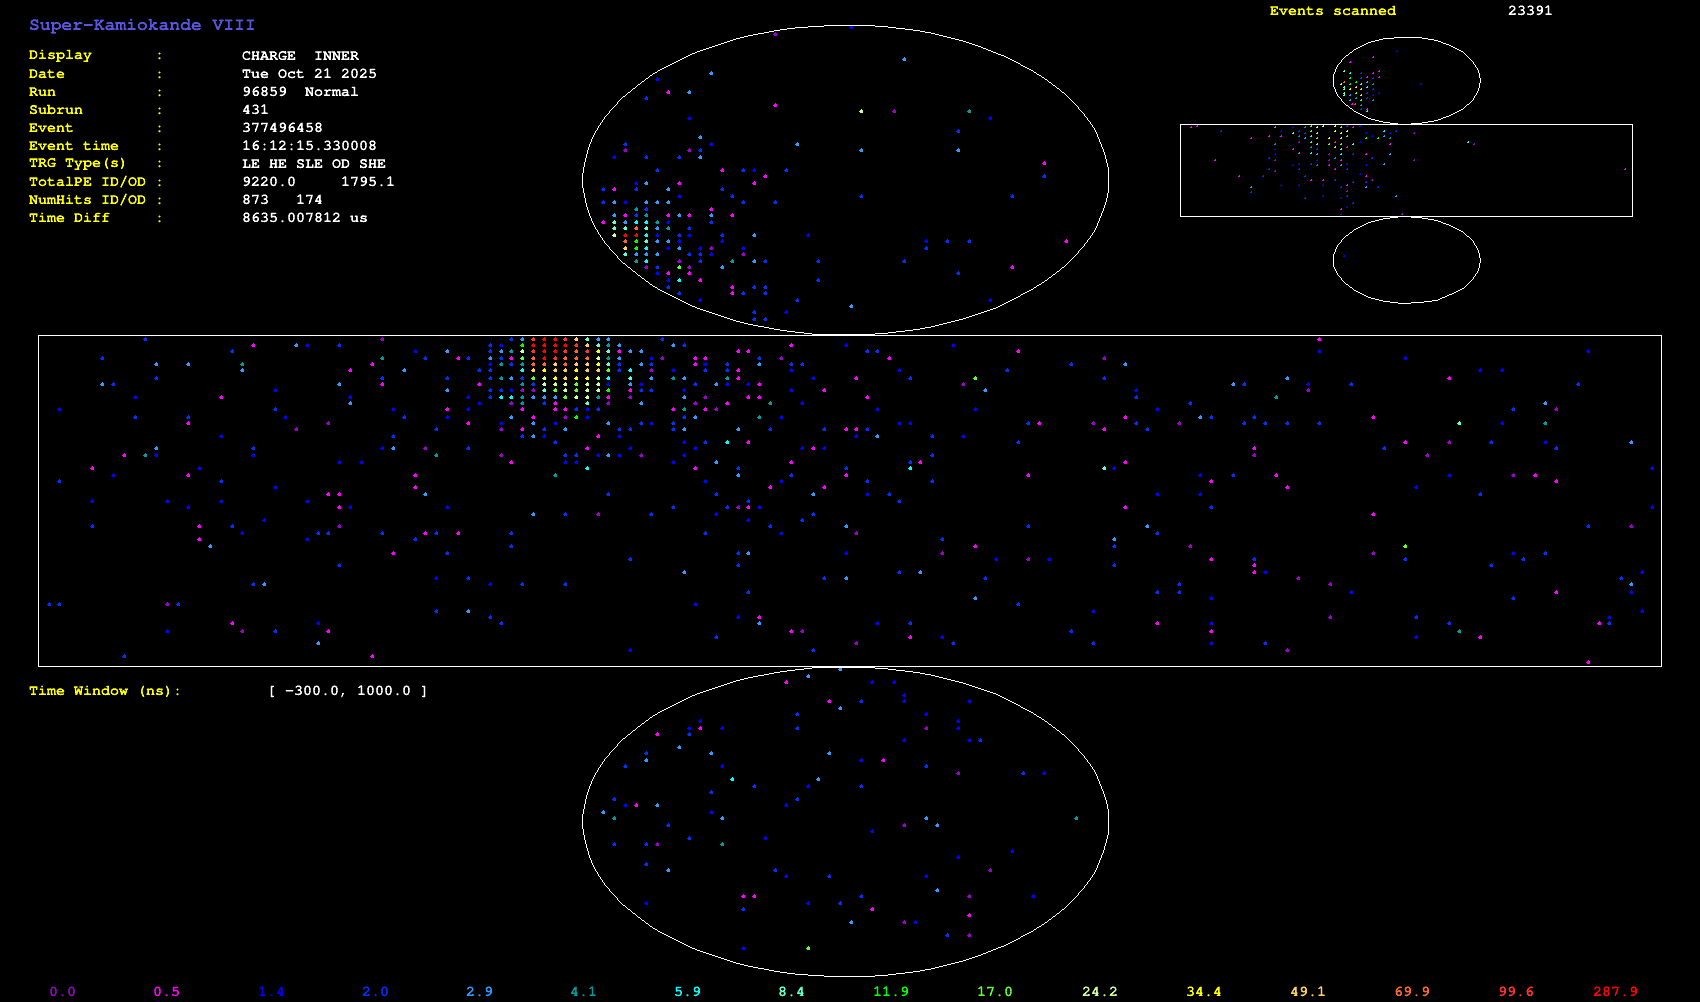 Super-Kamiokande VIII
Events scanned 23391
Display : CHARGE INNER
Date : Tue Oct 21 2025
Run : 96859 Normal
Subrun : 431
Event : 377496458
Event time : 16:12:15.330008
TRG Type(s) : LE HE SLE OD SHE
TotalPE ID/OD : 9220.0 1795.1
NumHits ID/OD : 873 174
Time Diff : 8635.007812 us
Time Window (ns): [ -300.0, 1000.0 ]
0.0 0.5 1.4 2.0 2.9 4.1 5.9 8.4 11.9 17.0 24.2 34.4 49.1 69.9 99.6 287.9